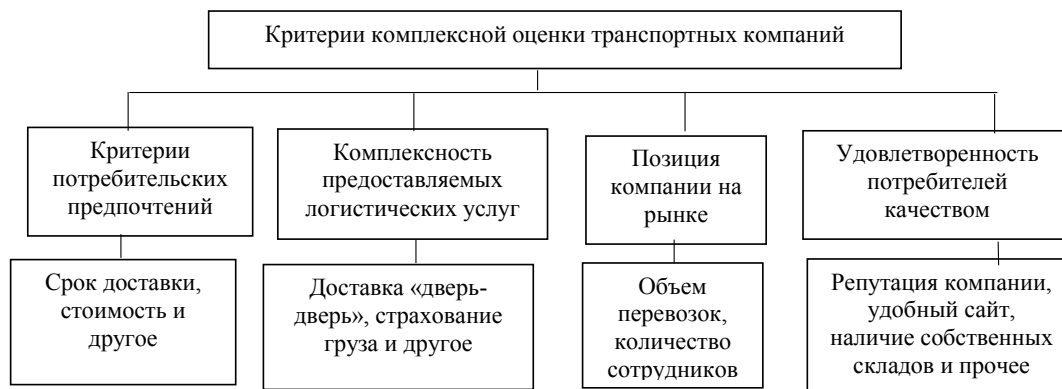 Критерии комплексной оценки транспортных компаний
Критерии
потребительских
предпочтений
Комплексность
предоставляемых
логистических услуг
Позиция
компании на
рынке
Удовлетворенность
потребителей
качеством
Срок доставки,
стоимость и
другое
Доставка «дверь-
дверь», страхование
груза и другое
Объем
перевозок,
количество
сотрудников
Репутация компании,
удобный сайт,
наличие собственных
складов и прочее